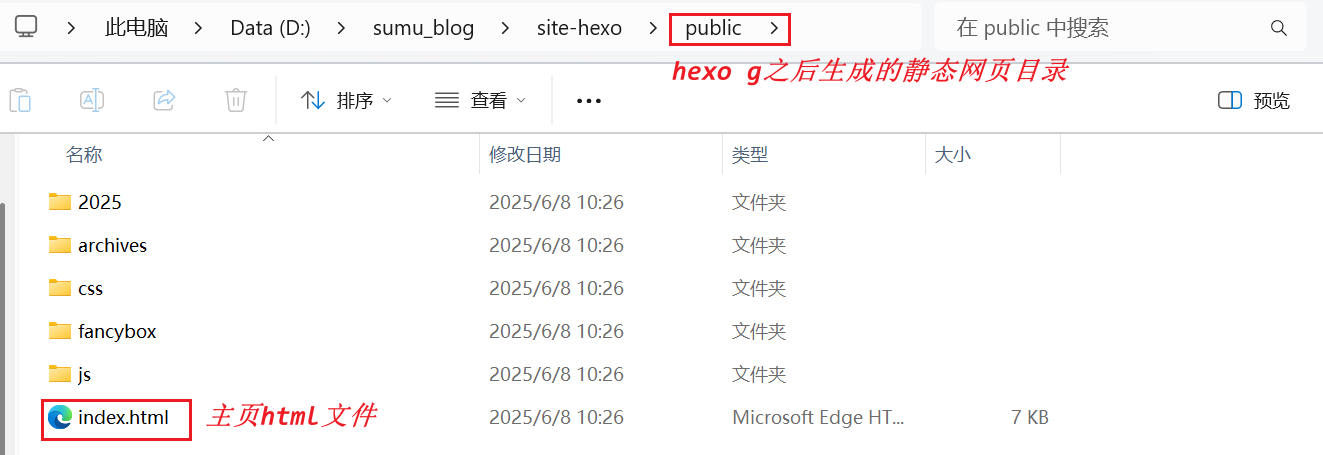 此电脑 Data (D:) sumu_blog site-hexo public 在 public 中搜索
hexo g之后生成的静态网页目录
排序 查看 预览
名称 修改日期 类型 大小
2025 2025/6/8 10:26 文件夹
archives 2025/6/8 10:26 文件夹
css 2025/6/8 10:26 文件夹
fancybox 2025/6/8 10:26 文件夹
js 2025/6/8 10:26 文件夹
index.html 主页html文件 2025/6/8 10:26 Microsoft Edge HT... 7 KB